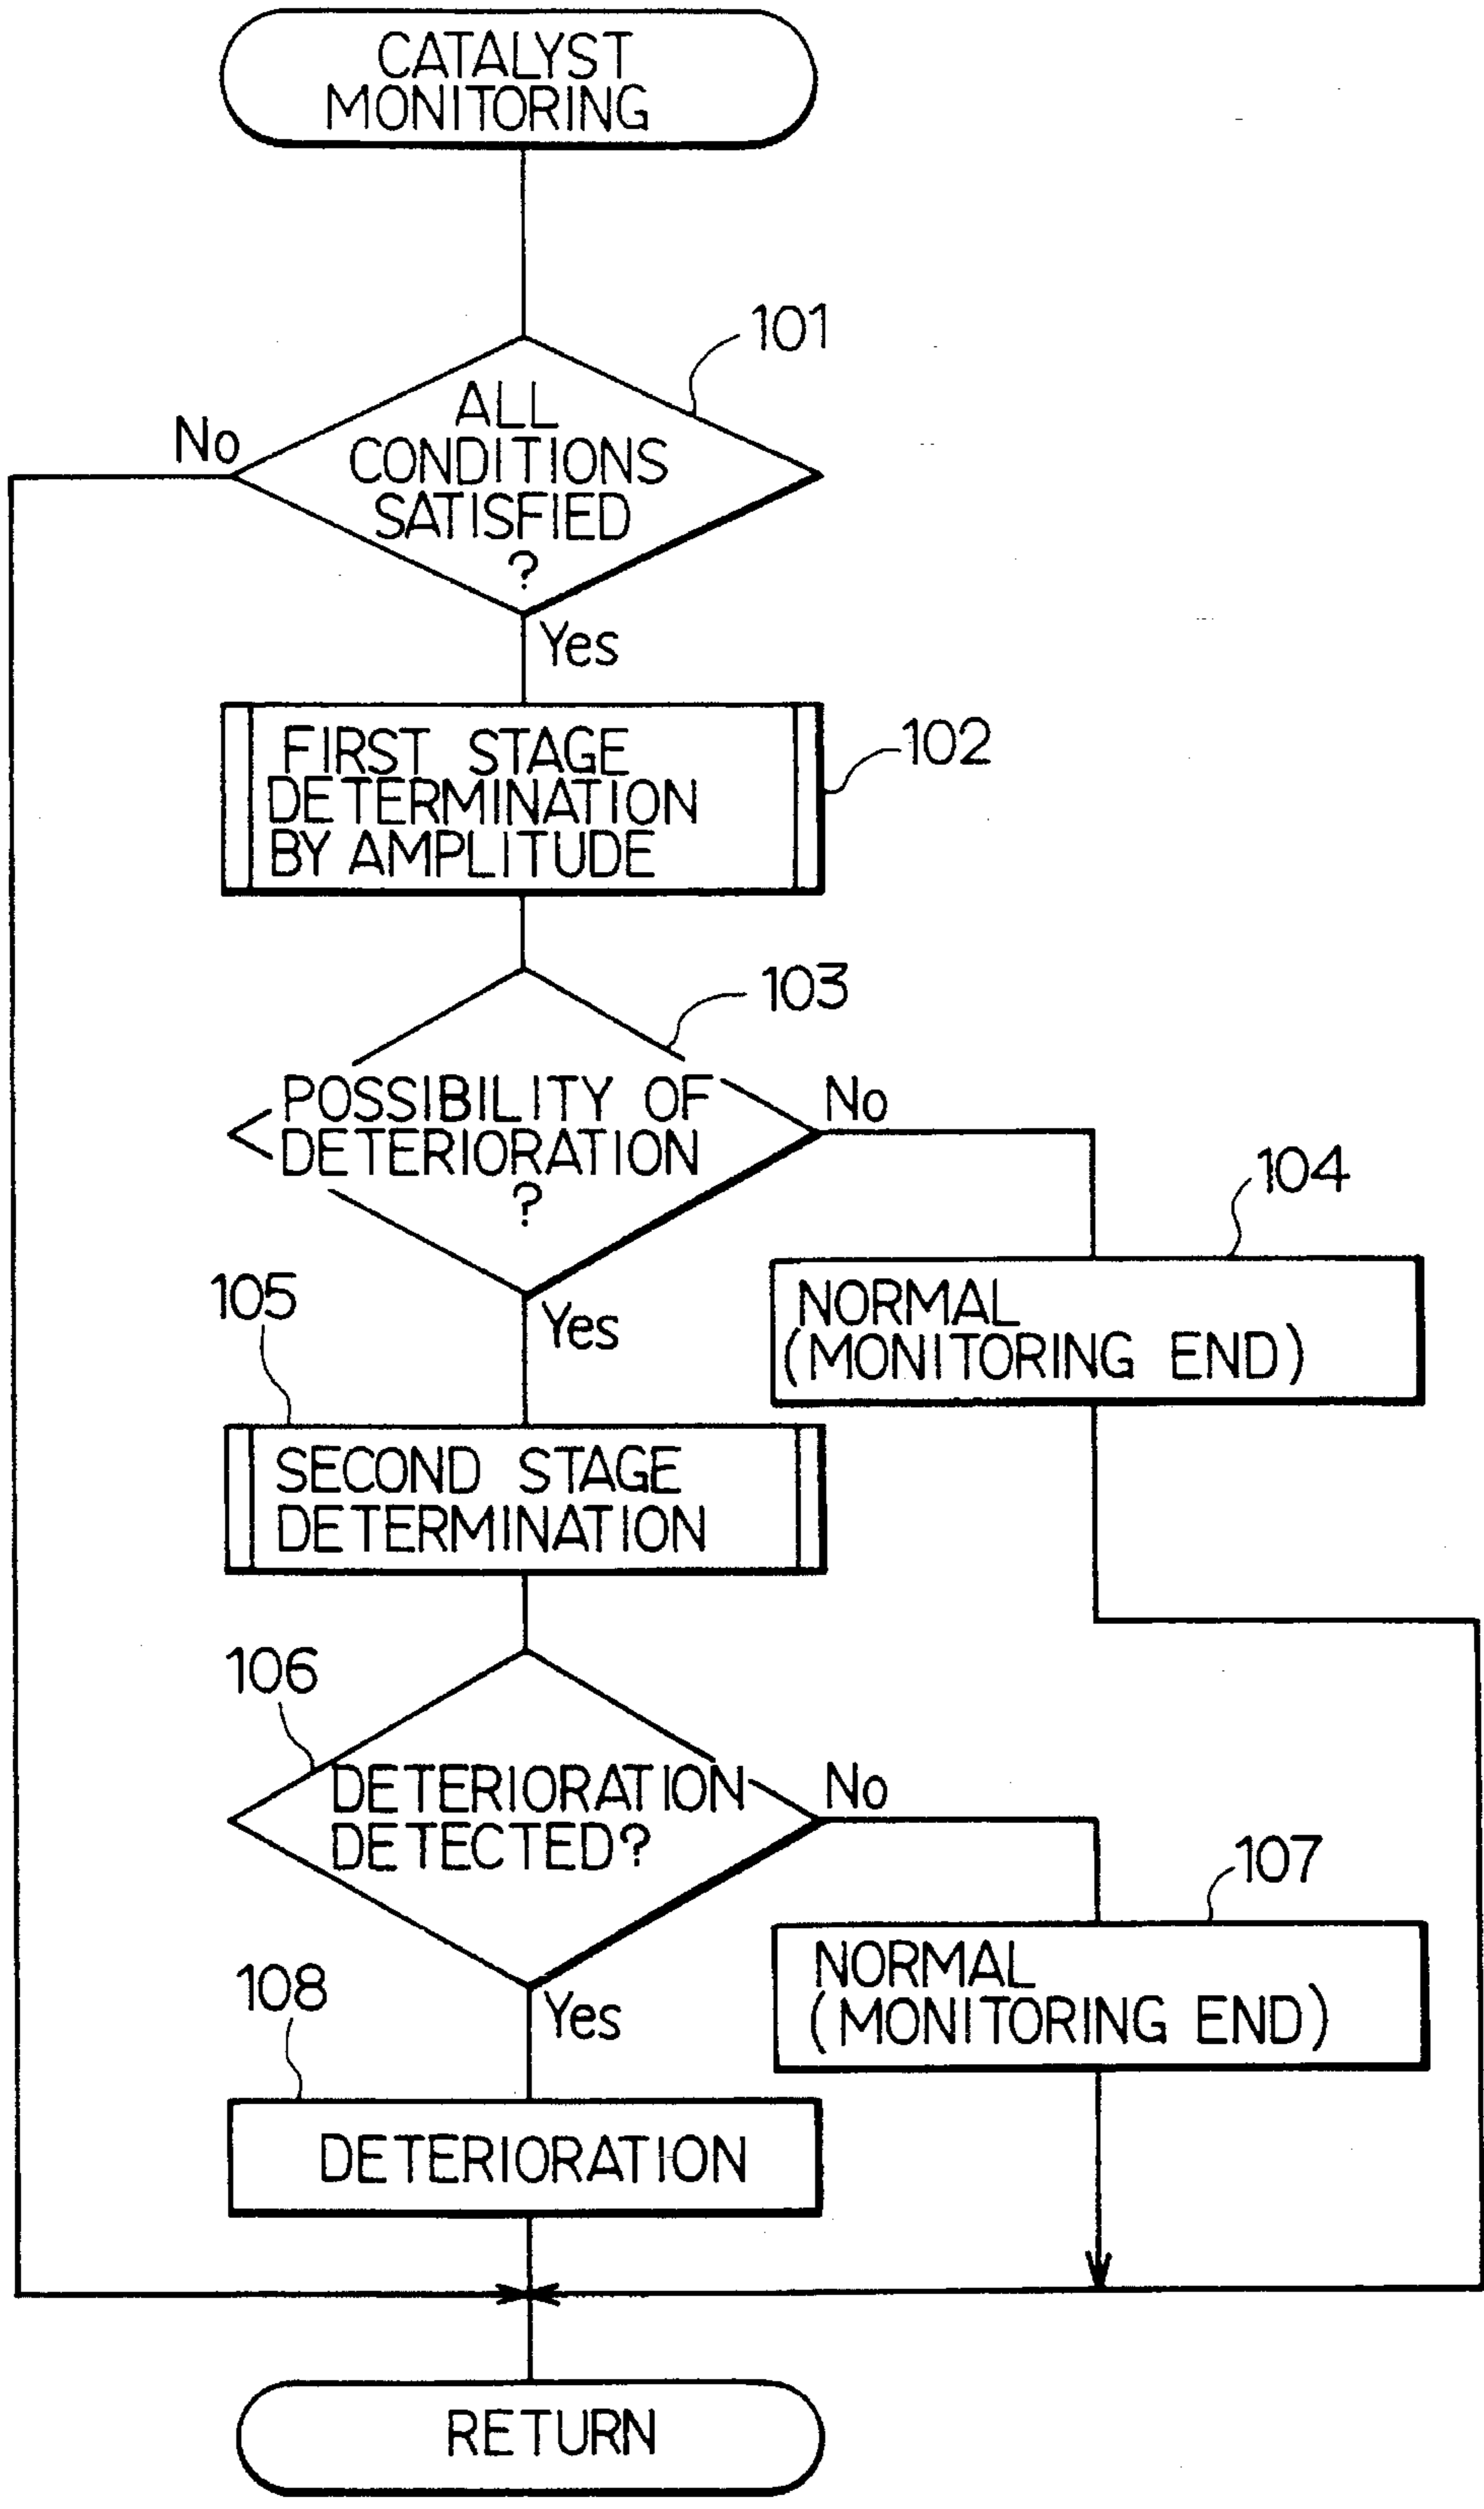 CATALYST
MONITORING
101
ALL
CONDITIONS
SATISFIED
?
No
Yes
FIRST STAGE
DETERMINATION
BY AMPLITUDE
102
103
POSSIBILITY OF
DETERIORATION
?
No
Yes
104
NORMAL
(MONITORING END)
105
SECOND STAGE
DETERMINATION
106
DETERIORATION
DETECTED?
No
Yes
107
NORMAL
(MONITORING END)
108
DETERIORATION
RETURN